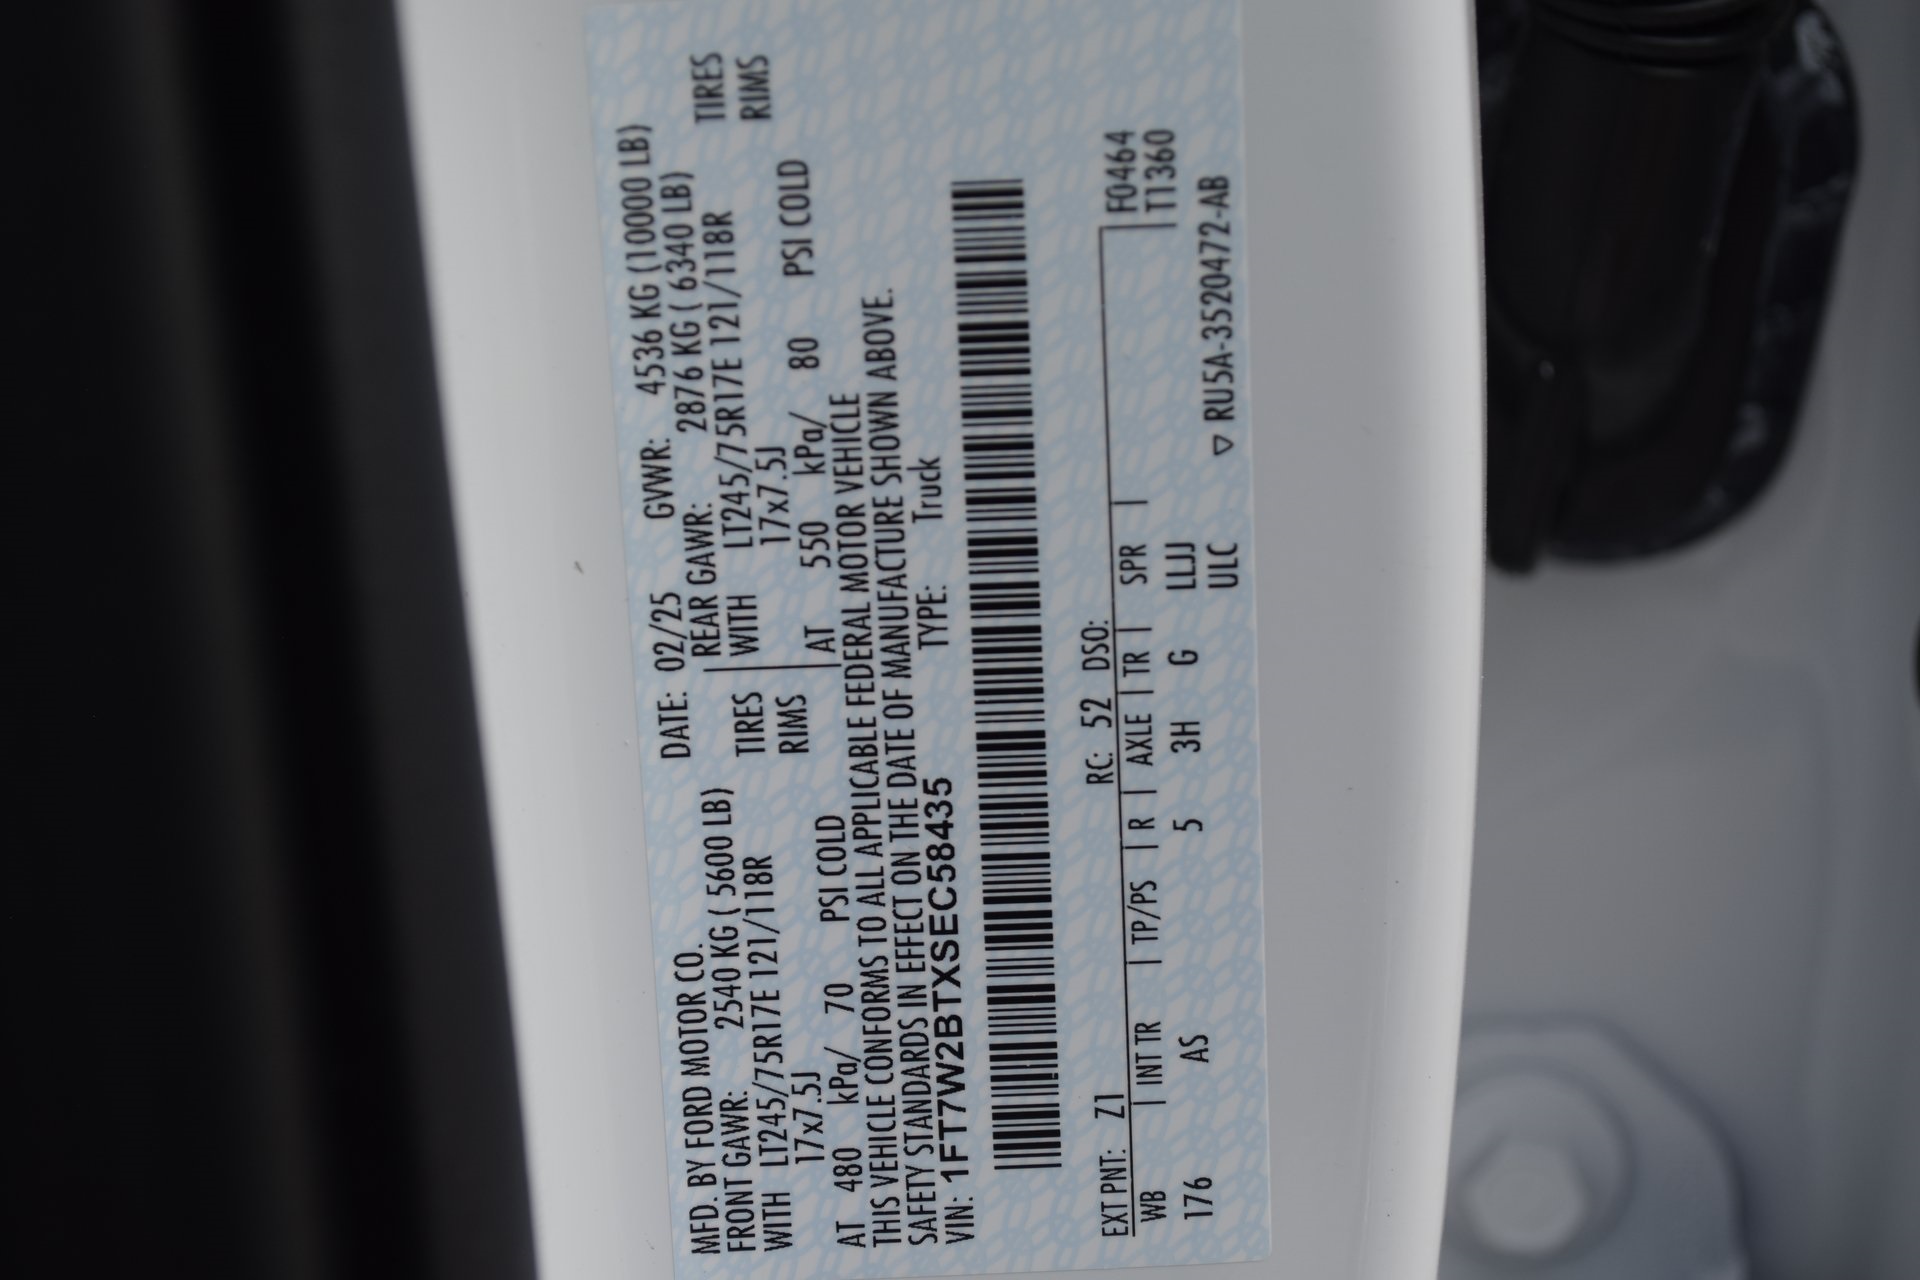 MFD. BY FORD MOTOR CO. DATE: 02/25 GVWR: 4536 KG (10000 LB)
FRONT GAWR: 2540 KG ( 5600 LB) REAR GAWR: 2876 KG ( 6340 LB)
WITH LT245/75R17E 121/118R TIRES WITH LT245/75R17E 121/118R TIRES
17x7.5J RIMS 17x7.5J RIMS
AT 480 kPa/ 70 PSI COLD AT 550 kPa/ 80 PSI COLD
THIS VEHICLE CONFORMS TO ALL APPLICABLE FEDERAL MOTOR VEHICLE
SAFETY STANDARDS IN EFFECT ON THE DATE OF MANUFACTURE SHOWN ABOVE.
VIN: 1FT7W2BTXSEC58435 TYPE: Truck
EXT PNT: Z1 RC: 52 DSO: F0464
WB | INT TR | TP/PS | R | AXLE | TR | SPR | T1360
176 AS 5 3H G LLJJ
ULC ▽ RU5A-3520472-AB